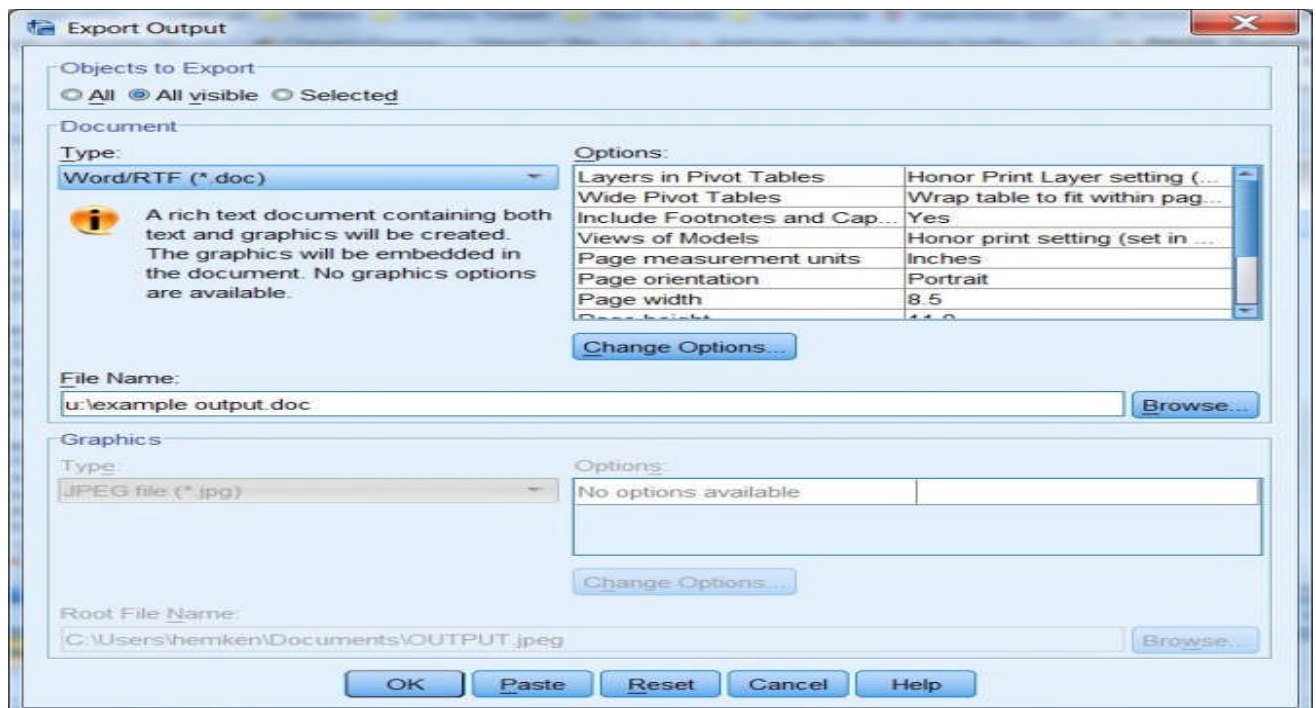 Export Output
Objects to Export
All All visible Selected
Document
Type:
Options:
Word/RTF (*.doc)
Layers in Pivot Tables Honor Print Layer setting (...
Wide Pivot Tables Wrap table to fit within pag...
Include Footnotes and Cap... Yes
Views of Models Honor print setting (set in ...
Page measurement units Inches
Page orientation Portrait
Page width 8.5
A rich text document containing both
text and graphics will be created.
The graphics will be embedded in
the document. No graphics options
are available.
Change Options...
File Name:
u:\example output.doc
Browse...
Graphics
Type:
Options:
JPEG file (*.jpg)
No options available
Change Options...
Root File Name:
C:\Users\hemken\Documents\OUTPUT.jpeg
Browse...
OK Paste Reset Cancel Help